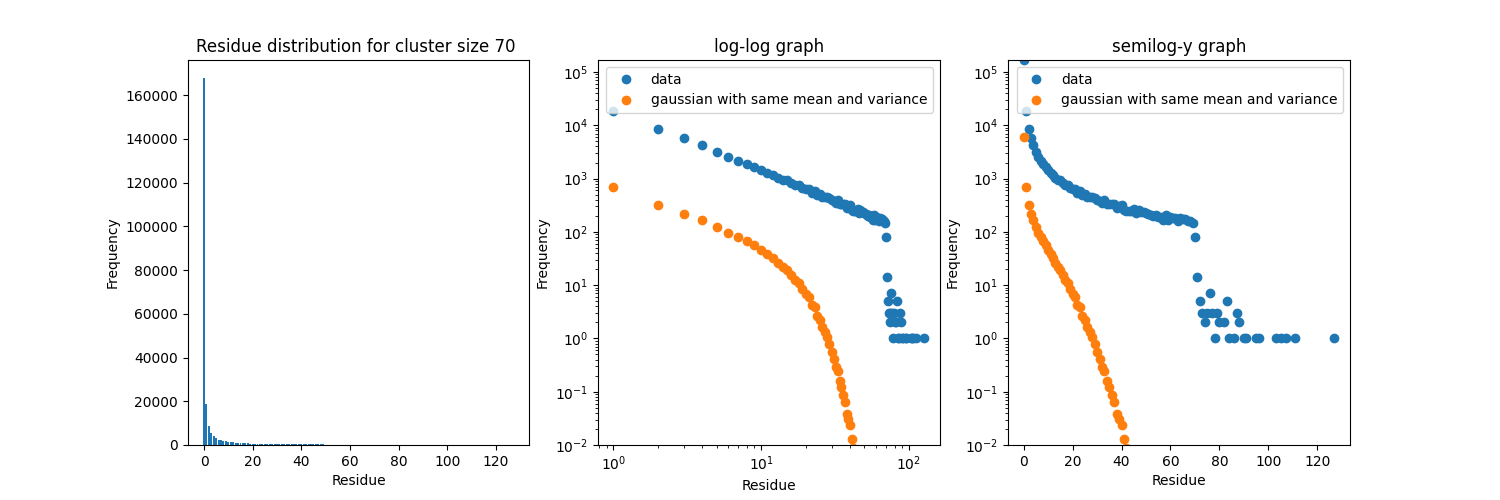 Residue distribution for cluster size 70
Frequency
160000
140000
120000
100000
80000
60000
40000
20000
0
0 20 40 60 80 100 120
Residue
log-log graph
data
gaussian with same mean and variance
Frequency
10^5
10^4
10^3
10^2
10^1
10^0
10^-1
10^-2
10^0 10^1 10^2
Residue
semilog-y graph
data
gaussian with same mean and variance
Frequency
10^5
10^4
10^3
10^2
10^1
10^0
10^-1
10^-2
0 20 40 60 80 100 120
Residue